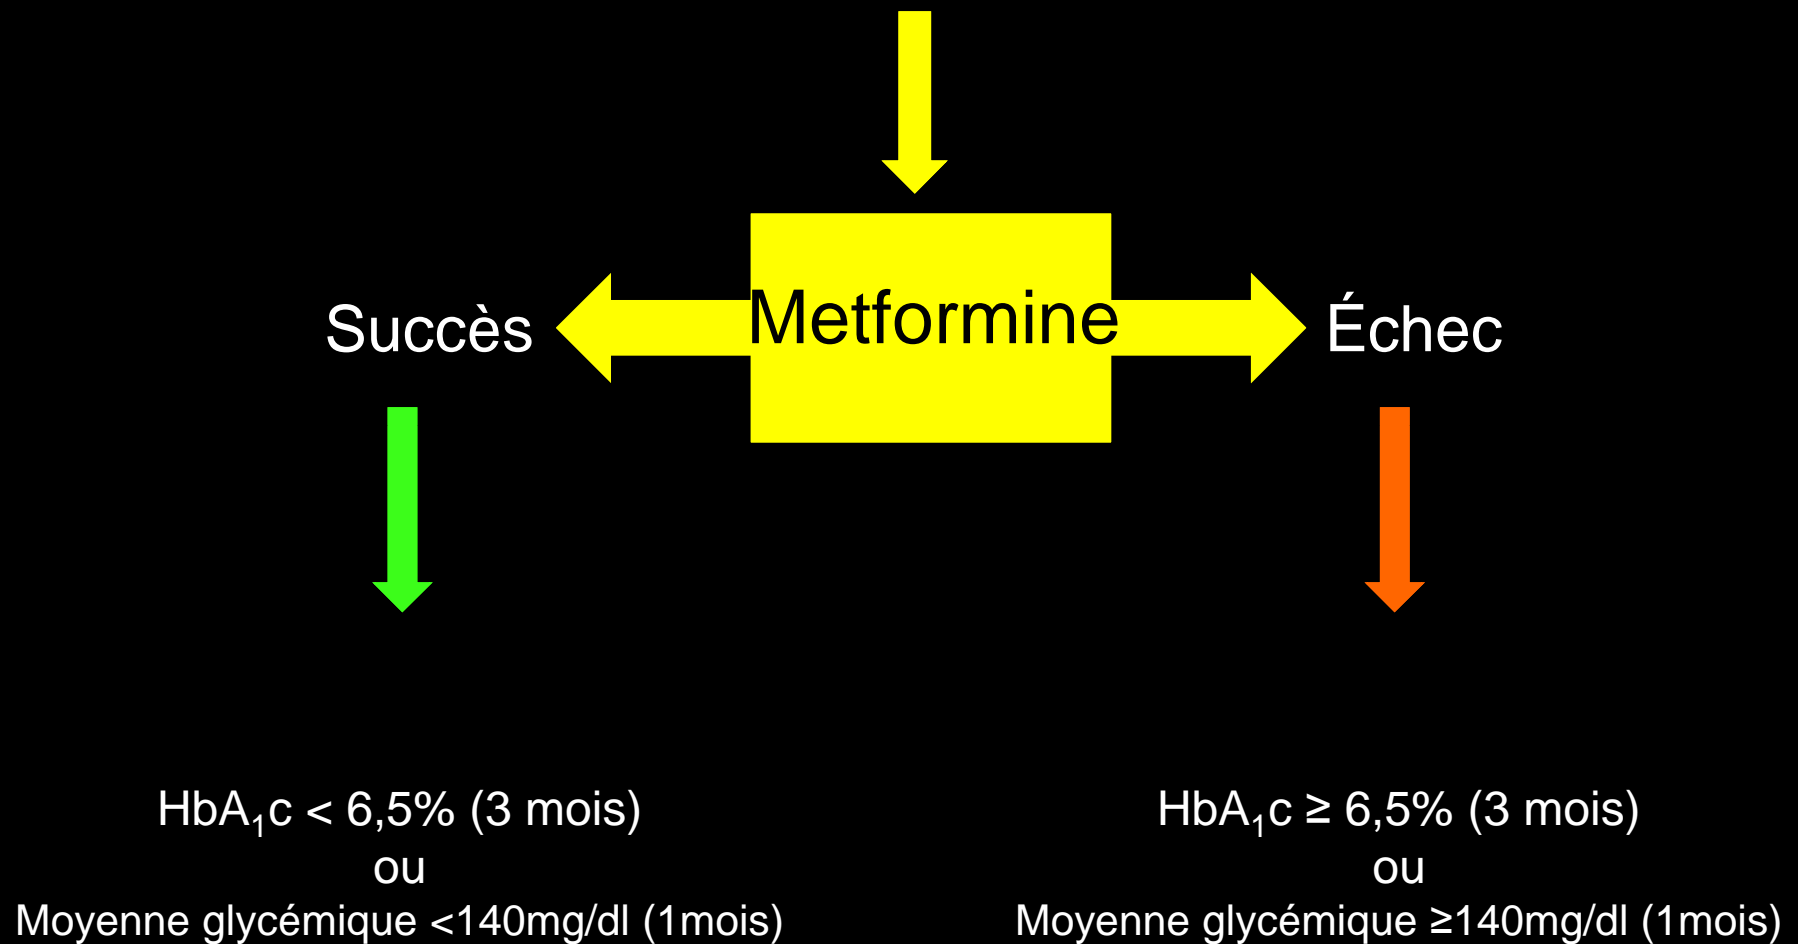 Metformine
Succès
Échec
HbA₁c < 6,5% (3 mois)
ou
Moyenne glycémique <140mg/dl (1mois)
HbA₁c ≥ 6,5% (3 mois)
ou
Moyenne glycémique ≥140mg/dl (1mois)